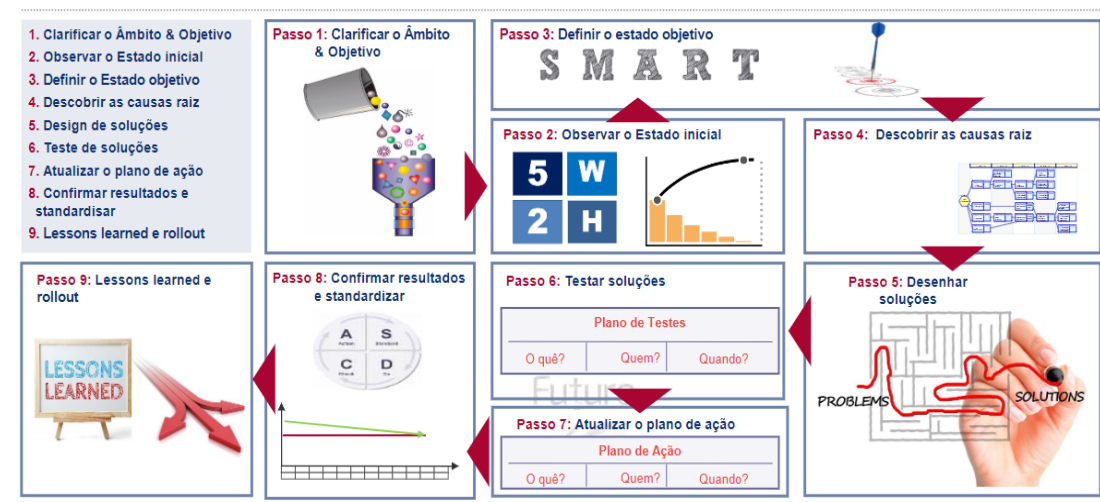 1. Clarificar o Âmbito & Objetivo
2. Observar o Estado inicial
3. Definir o Estado objetivo
4. Descobrir as causas raiz
5. Design de soluções
6. Teste de soluções
7. Atualizar o plano de ação
8. Confirmar resultados e
standardisar
9. Lessons learned e rollout
Passo 1: Clarificar o Âmbito
& Objetivo
Passo 3: Definir o estado objetivo
S M A R T
Passo 2: Observar o Estado inicial
5 W
2 H
Passo 4: Descobrir as causas raiz
Passo 5: Desenhar
soluções
PROBLEMS
SOLUTIONS
Passo 6: Testar soluções
Plano de Testes
O quê? Quem? Quando?
Futuro
Passo 7: Atualizar o plano de ação
Plano de Ação
O quê? Quem? Quando?
Passo 8: Confirmar resultados
e standardizar
A S
C D
Passo 9: Lessons learned e
rollout
LESSONS
LEARNED